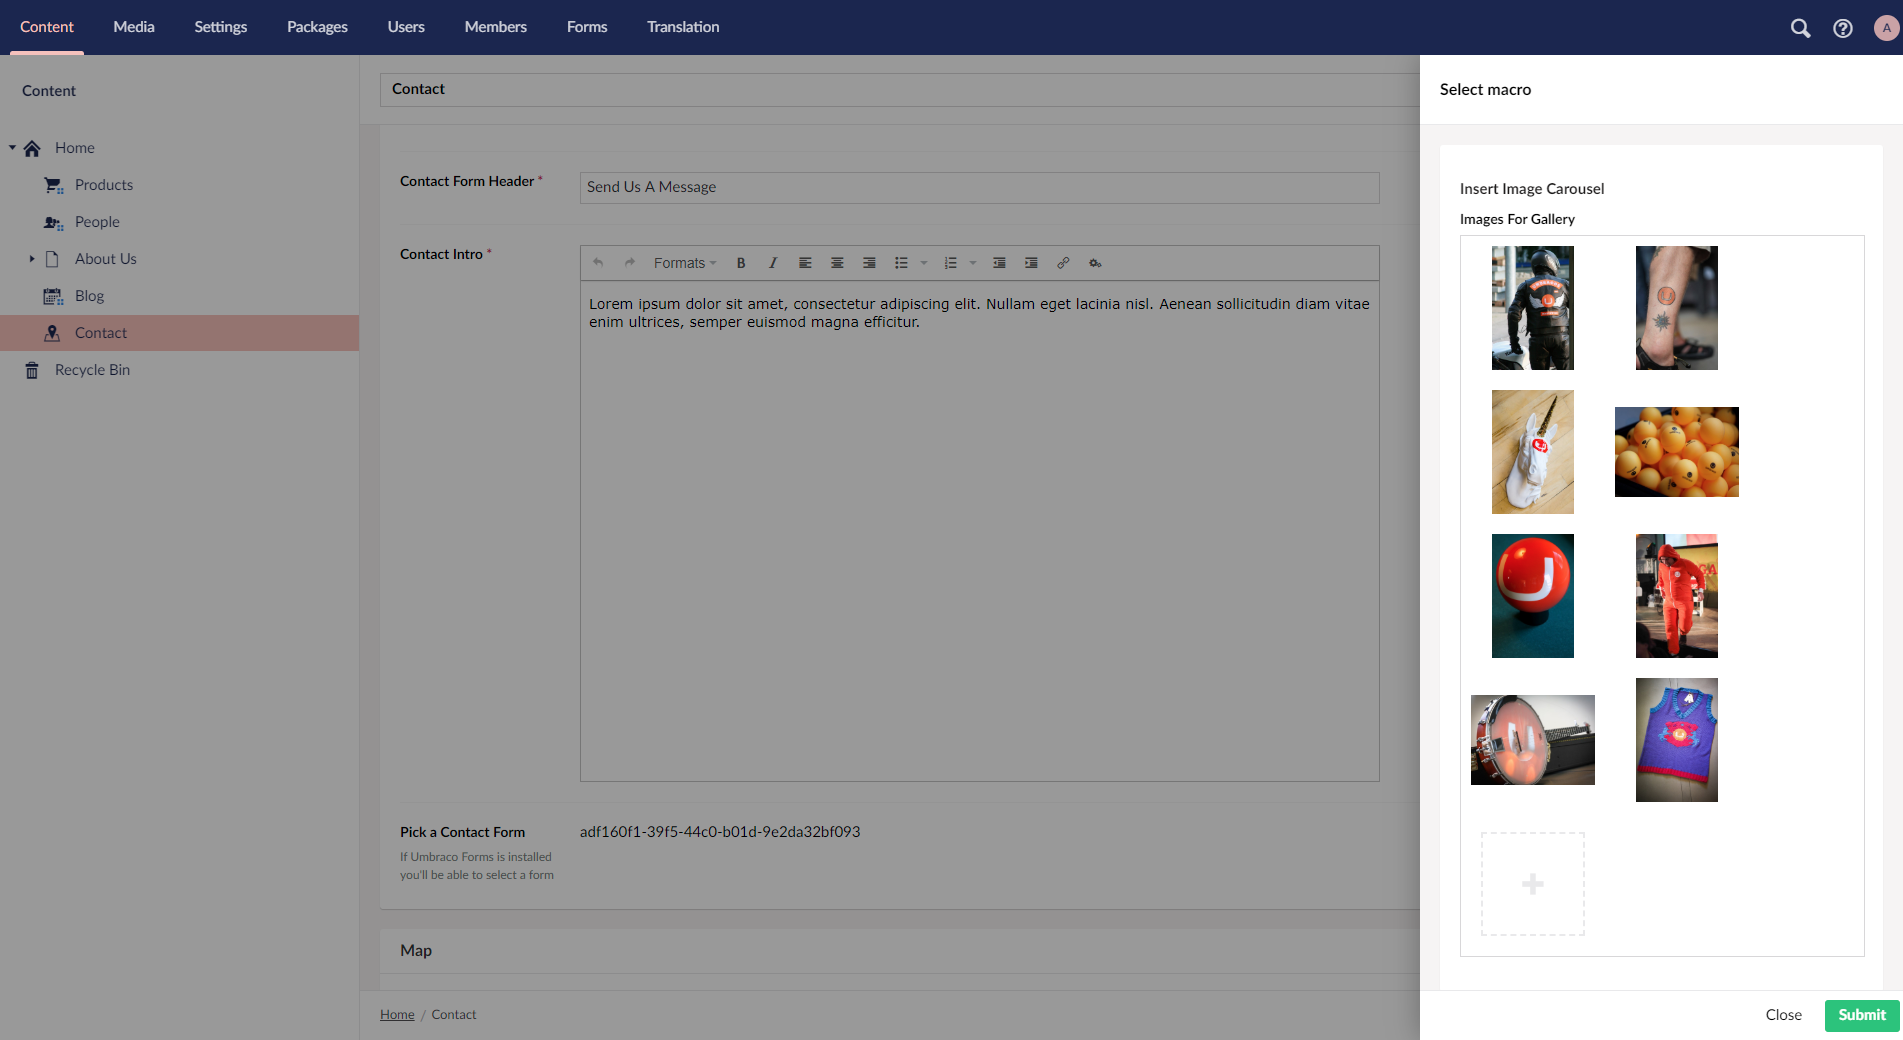 Content Media Settings Packages Users Members Forms Translation A
Content
Home
Products
People
About Us
Blog
Contact
Recycle Bin
Contact
Contact Form Header *
Send Us A Message
Contact Intro *
Formats B I
Lorem ipsum dolor sit amet, consectetur adipiscing elit. Nullam eget lacinia nisl. Aenean sollicitudin diam vitae
enim ultrices, semper euismod magna efficitur.
Pick a Contact Form
adf160f1-39f5-44c0-b01d-9e2da32bf093
If Umbraco Forms is installed
you'll be able to select a form
Map
Home / Contact
Select macro
Insert Image Carousel
Images For Gallery
Close Submit